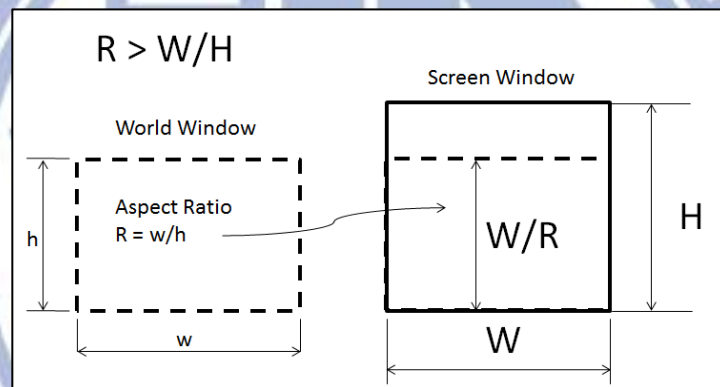 R > W/H
Screen Window
World Window
Aspect Ratio
R = w/h
h
W/R
H
w
W